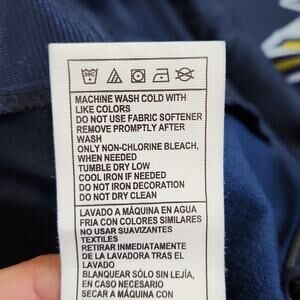 MACHINE WASH COLD WITH
LIKE COLORS
DO NOT USE FABRIC SOFTENER
REMOVE PROMPTLY AFTER
WASH
ONLY NON-CHLORINE BLEACH,
WHEN NEEDED
TUMBLE DRY LOW
COOL IRON IF NEEDED
DO NOT IRON DECORATION
DO NOT DRY CLEAN
LAVADO A MÁQUINA EN AGUA
FRIA CON COLORES SIMILARES
NO USAR SUAVIZANTES
TEXTILES
RETIRAR INMEDIATAMENTE
DE LA LAVADORA TRAS EL
LAVADO
BLANQUEAR SÓLO SIN LEJÍA,
EN CASO NECESARIO
SECAR A MÁQUINA CON